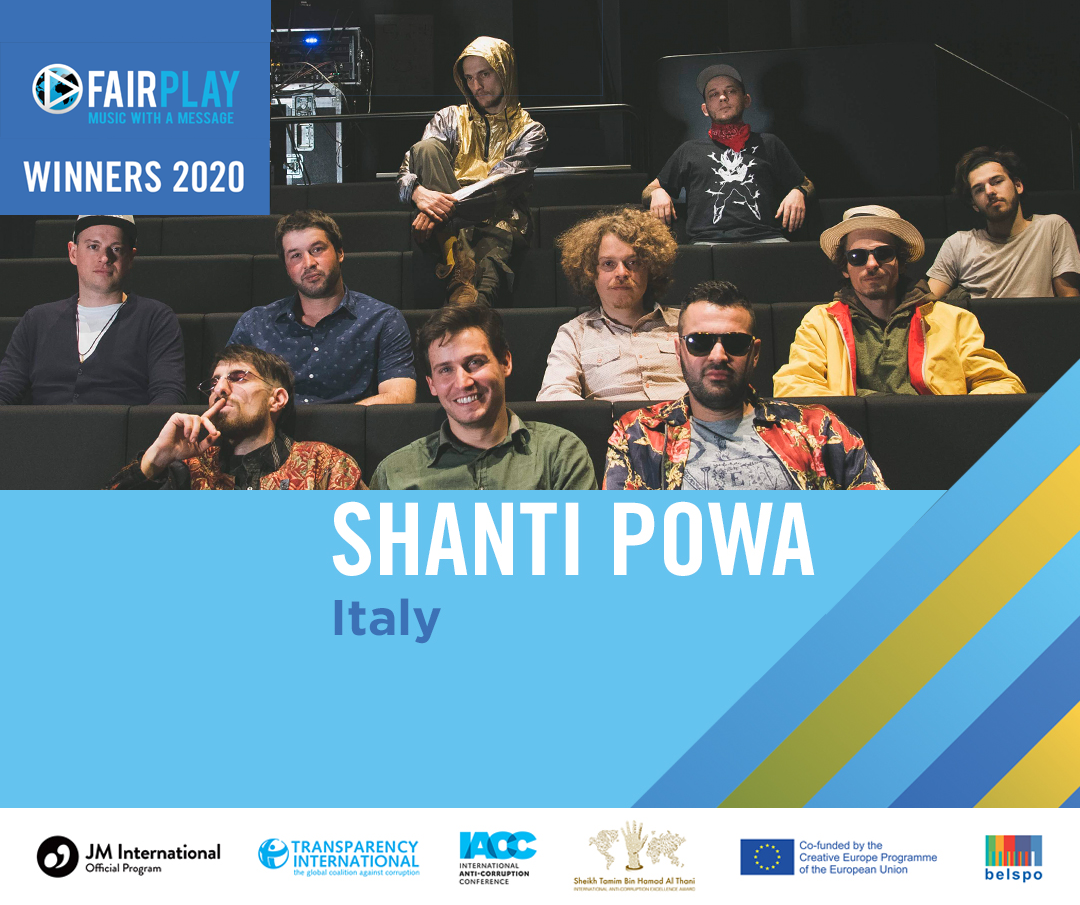 FAIRPLAY
MUSIC WITH A MESSAGE
WINNERS 2020
SHANTI POWA
Italy
JM International
Official Program
TRANSPARENCY
INTERNATIONAL
the global coalition against corruption
IACC
INTERNATIONAL
ANTI-CORRUPTION
CONFERENCE
Sheikh Tamim Bin Hamad Al Thani
INTERNATIONAL ANTI-CORRUPTION EXCELLENCE AWARD
Co-funded by the
Creative Europe Programme
of the European Union
belspo